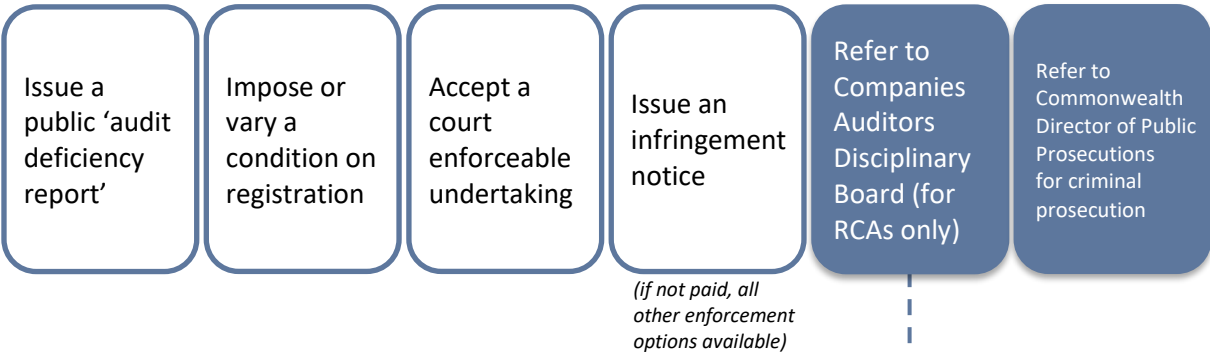 Issue a
public ‘audit
deficiency
report’
Impose or
vary a
condition on
registration
Accept a
court
enforceable
undertaking
Issue an
infringement
notice
(if not paid, all
other enforcement
options available)
Refer to
Companies
Auditors
Disciplinary
Board (for
RCAs only)
Refer to
Commonwealth
Director of Public
Prosecutions
for criminal
prosecution